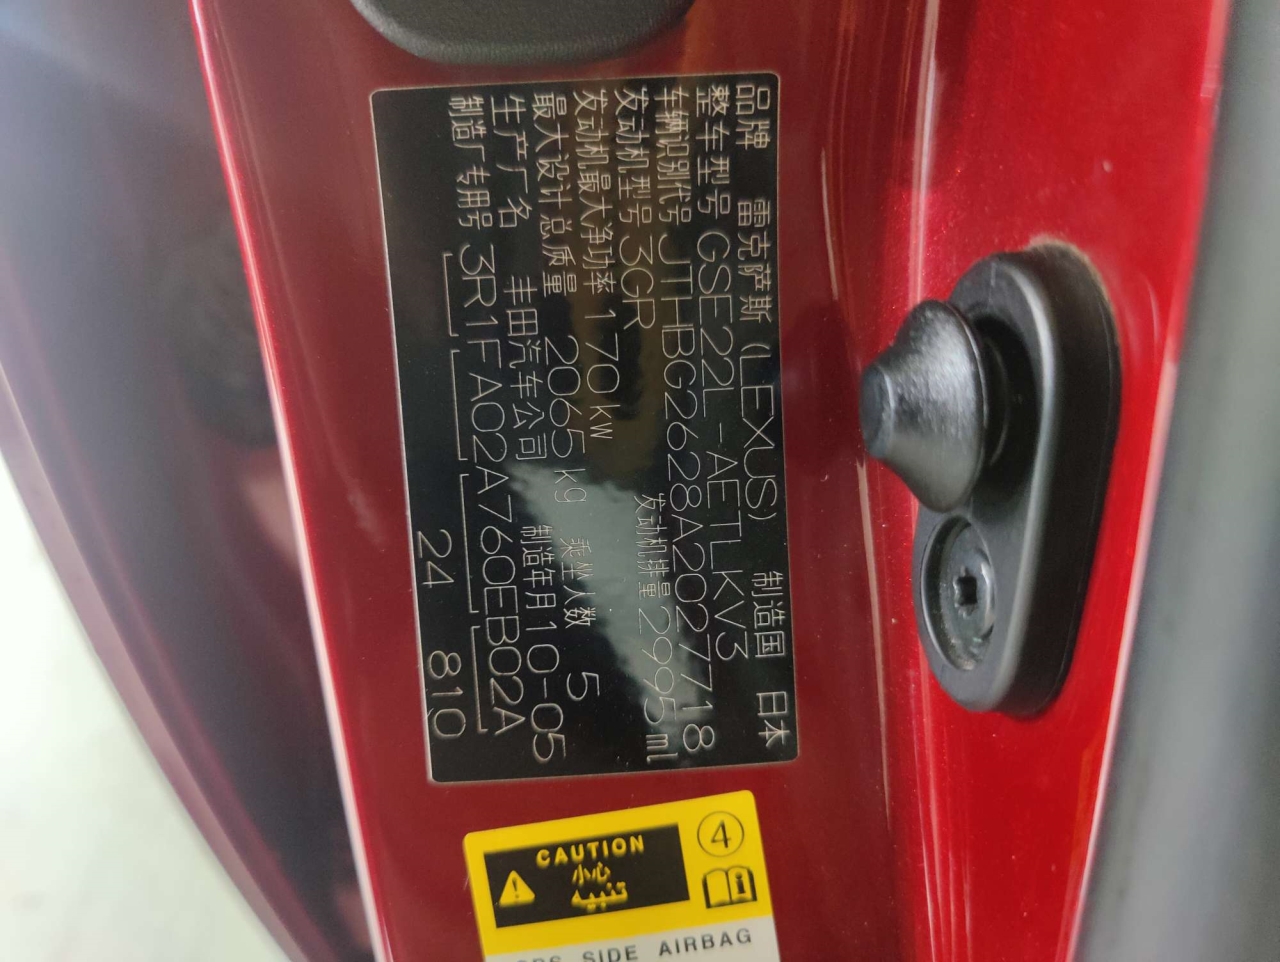 品牌 雷克萨斯 (LEXUS) 制造国 日本
整车型号 GSE22L-AETLKV3
车辆识别代号 JTHBG2628A2027718
发动机型号 3GR 发动机排量 2995ml
发动机最大净功率 170kW
最大设计总质量 2065kg 乘坐人数 5
生产厂名 丰田汽车公司 制造年月 10-05
制造厂专用号 3R1FA02A760EB02A
24 810
④
CAUTION
小心
تنبيه
SIDE AIRBAG